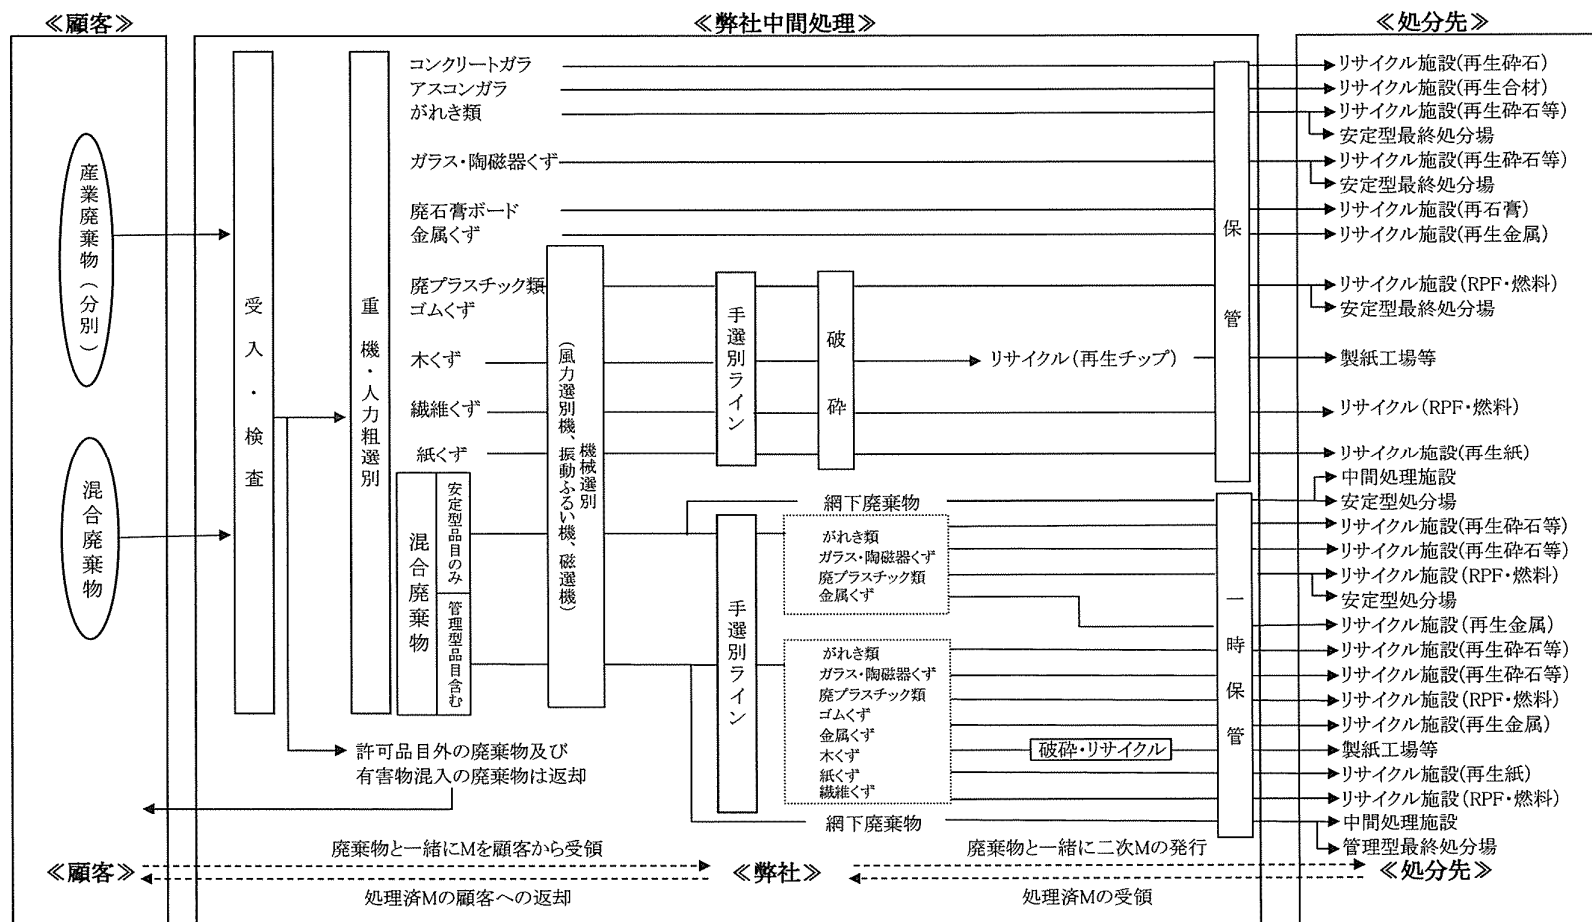 ≪顧客≫
≪弊社中間処理≫
≪処分先≫
産業廃棄物(分別)
混合廃棄物
受入・検査
重機・人力粗選別
コンクリートガラ
アスコンガラ
がれき類
ガラス・陶磁器くず
廃石膏ボード
金属くず
廃プラスチック類
ゴムくず
木くず
繊維くず
紙くず
混合廃棄物
安定型品目のみ
管理型品目含む
機械選別
(風力選別機、振動ふるい機、磁選機)
手選別ライン
破砕
リサイクル(再生チップ)
保管
網下廃棄物
手選別ライン
がれき類
ガラス・陶磁器くず
廃プラスチック類
金属くず
がれき類
ガラス・陶磁器くず
廃プラスチック類
ゴムくず
金属くず
木くず
紙くず
繊維くず
破砕・リサイクル
網下廃棄物
一時保管
許可品目外の廃棄物及び
有害物混入の廃棄物は返却
リサイクル施設(再生砕石)
リサイクル施設(再生合材)
リサイクル施設(再生砕石等)
安定型最終処分場
リサイクル施設(再生砕石等)
安定型最終処分場
リサイクル施設(再石膏)
リサイクル施設(再生金属)
リサイクル施設(RPF・燃料)
安定型最終処分場
製紙工場等
リサイクル(RPF・燃料)
リサイクル施設(再生紙)
中間処理施設
安定型処分場
リサイクル施設(再生砕石等)
リサイクル施設(再生砕石等)
リサイクル施設(RPF・燃料)
安定型処分場
リサイクル施設(再生金属)
リサイクル施設(再生砕石等)
リサイクル施設(再生砕石等)
リサイクル施設(RPF・燃料)
リサイクル施設(再生金属)
製紙工場等
リサイクル施設(再生紙)
リサイクル施設(RPF・燃料)
中間処理施設
管理型最終処分場
≪顧客≫
廃棄物と一緒にMを顧客から受領
処理済Mの顧客への返却
≪弊社≫
廃棄物と一緒に二次Mの発行
処理済Mの受領
≪処分先≫